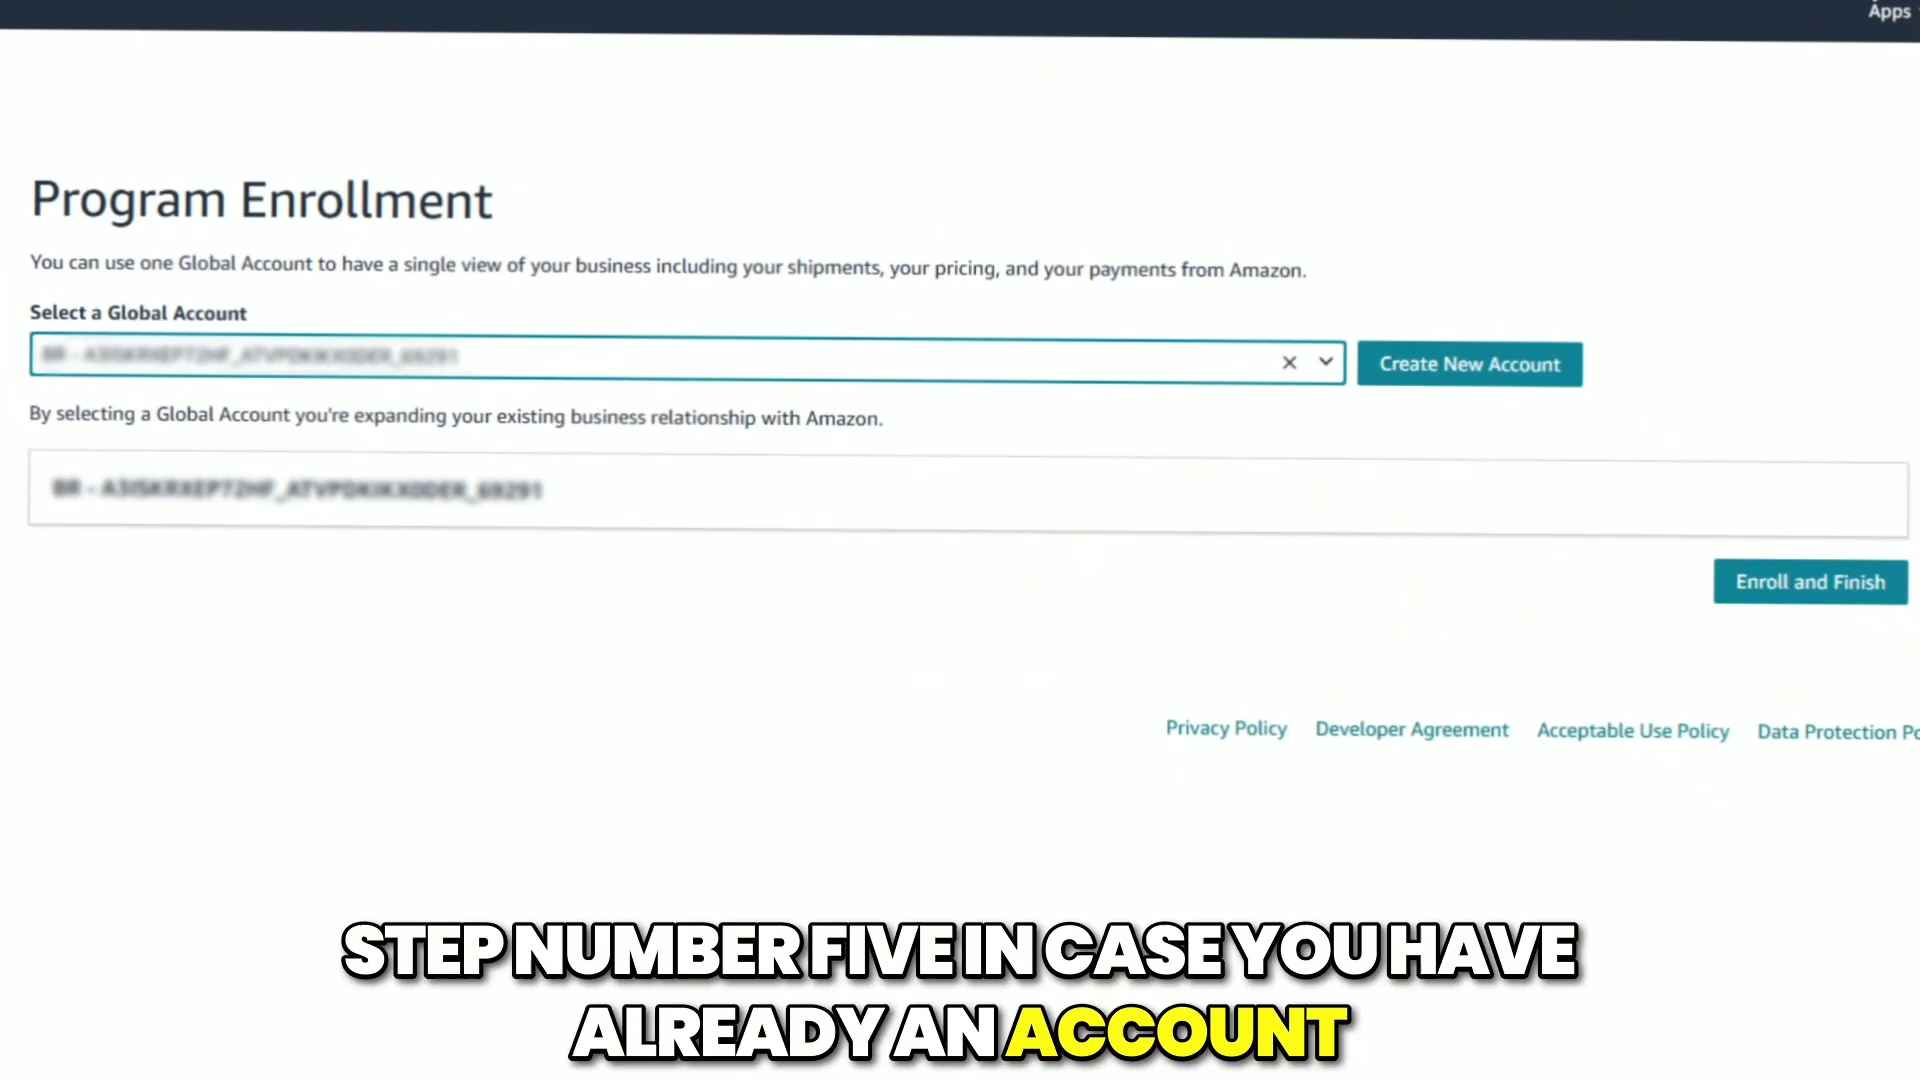 Apps
Program Enrollment
You can use one Global Account to have a single view of your business including your shipments, your pricing, and your payments from Amazon.
Select a Global Account
Create New Account
By selecting a Global Account you're expanding your existing business relationship with Amazon.
Enroll and Finish
Privacy Policy Developer Agreement Acceptable Use Policy Data Protection Po
STEP NUMBER FIVE IN CASE YOU HAVE
ALREADY AN ACCOUNT